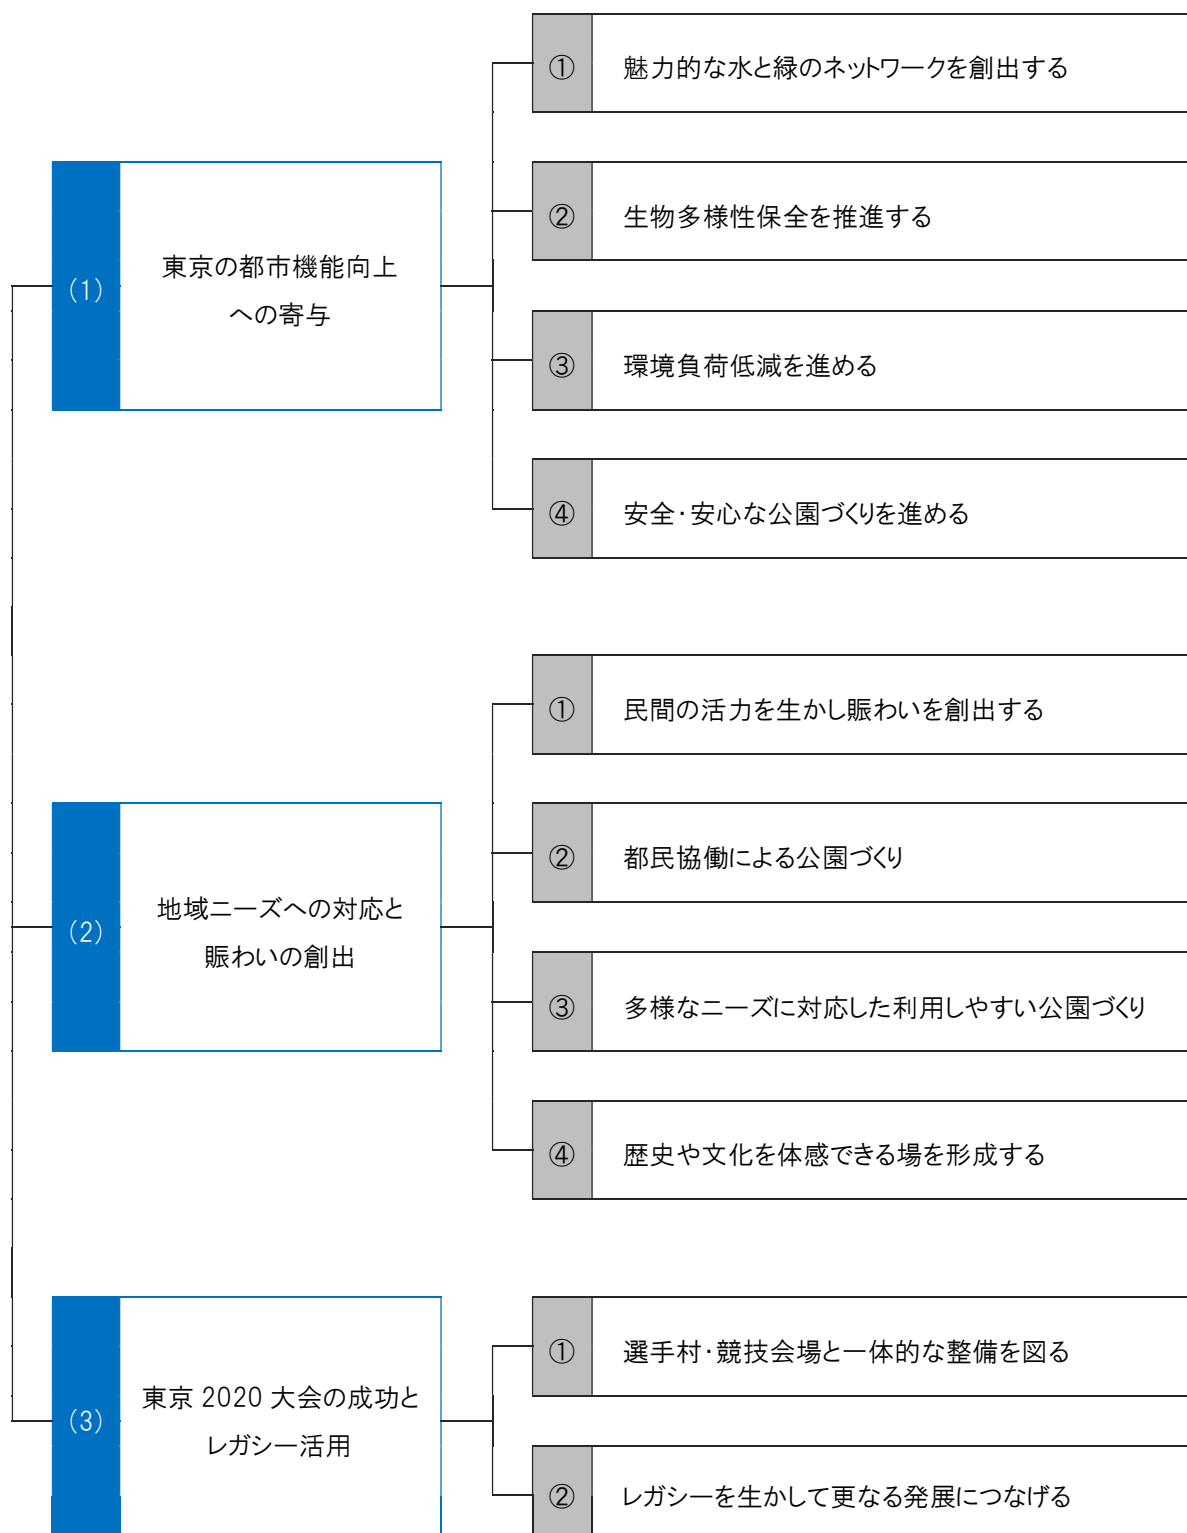 (1)
東京の都市機能向上
への寄与
① 魅力的な水と緑のネットワークを創出する
② 生物多様性保全を推進する
③ 環境負荷低減を進める
④ 安全・安心な公園づくりを進める
(2)
地域ニーズへの対応と
賑わいの創出
① 民間の活力を生かし賑わいを創出する
② 都民協働による公園づくり
③ 多様なニーズに対応した利用しやすい公園づくり
④ 歴史や文化を体感できる場を形成する
(3)
東京 2020 大会の成功と
レガシー活用
① 選手村・競技会場と一体的な整備を図る
② レガシーを生かして更なる発展につなげる